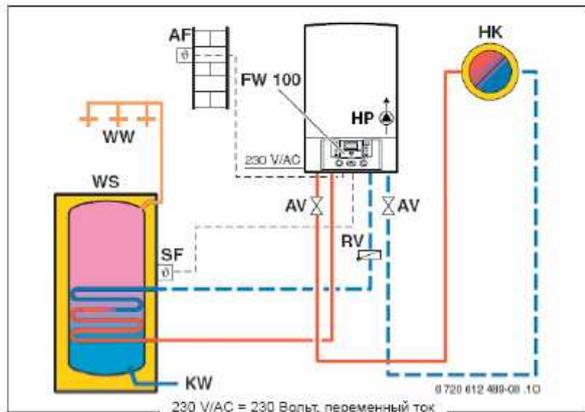 AF
HK
FW 100
HP
WW
230 V/AC
WS
AV
AV
SF
RV
KW
6 720 612 489-08 .1O
230 V/AC = 230 Вольт, переменный ток